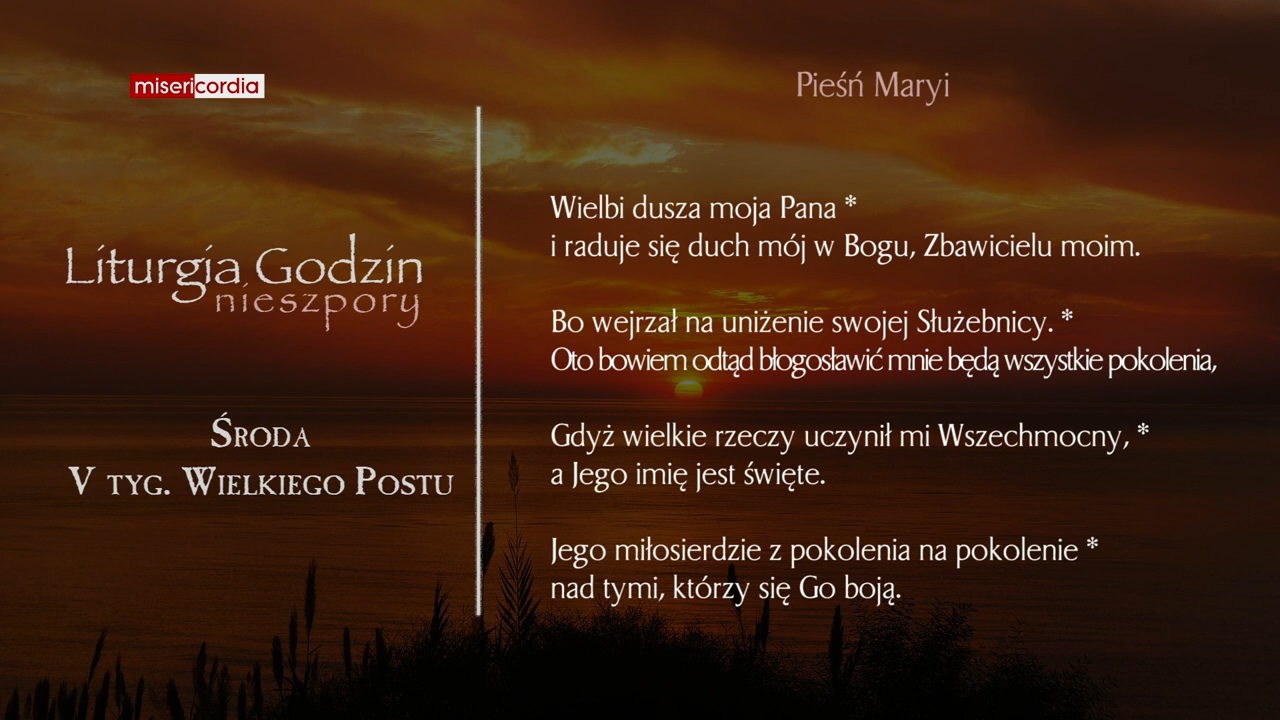 misericordia
Liturgia Godzin
nieszpory
Środa
V tyg. Wielkiego Postu
Pieśń Maryi
Wielbi dusza moja Pana *
i raduje się duch mój w Bogu, Zbawicielu moim.
Bo wejrzał na uniżenie swojej Służebnicy. *
Oto bowiem odtąd błogosławić mnie będą wszystkie pokolenia,
Gdyż wielkie rzeczy uczynił mi Wszechmocny, *
a Jego imię jest święte.
Jego miłosierdzie z pokolenia na pokolenie *
nad tymi, którzy się Go boją.